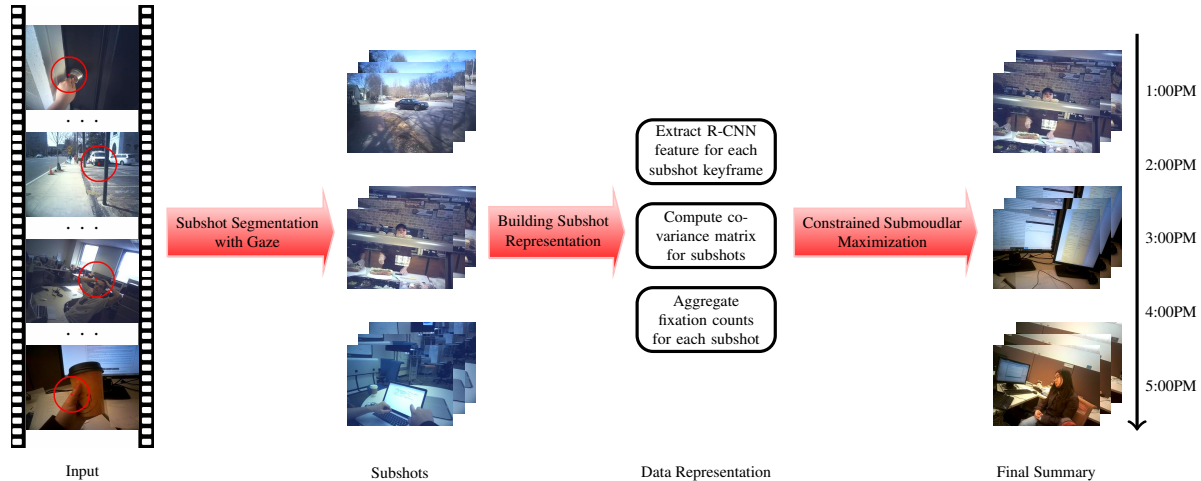 . . .
. . .
. . .
Subshot Segmentation
with Gaze
Building Subshot
Representation
Extract R-CNN
feature for each
subshot keyframe
Compute co-
variance matrix
for subshots
Aggregate
fixation counts
for each subshot
Constrained Submoudlar
Maximization
1:00PM
2:00PM
3:00PM
4:00PM
5:00PM
Input
Subshots
Data Representation
Final Summary